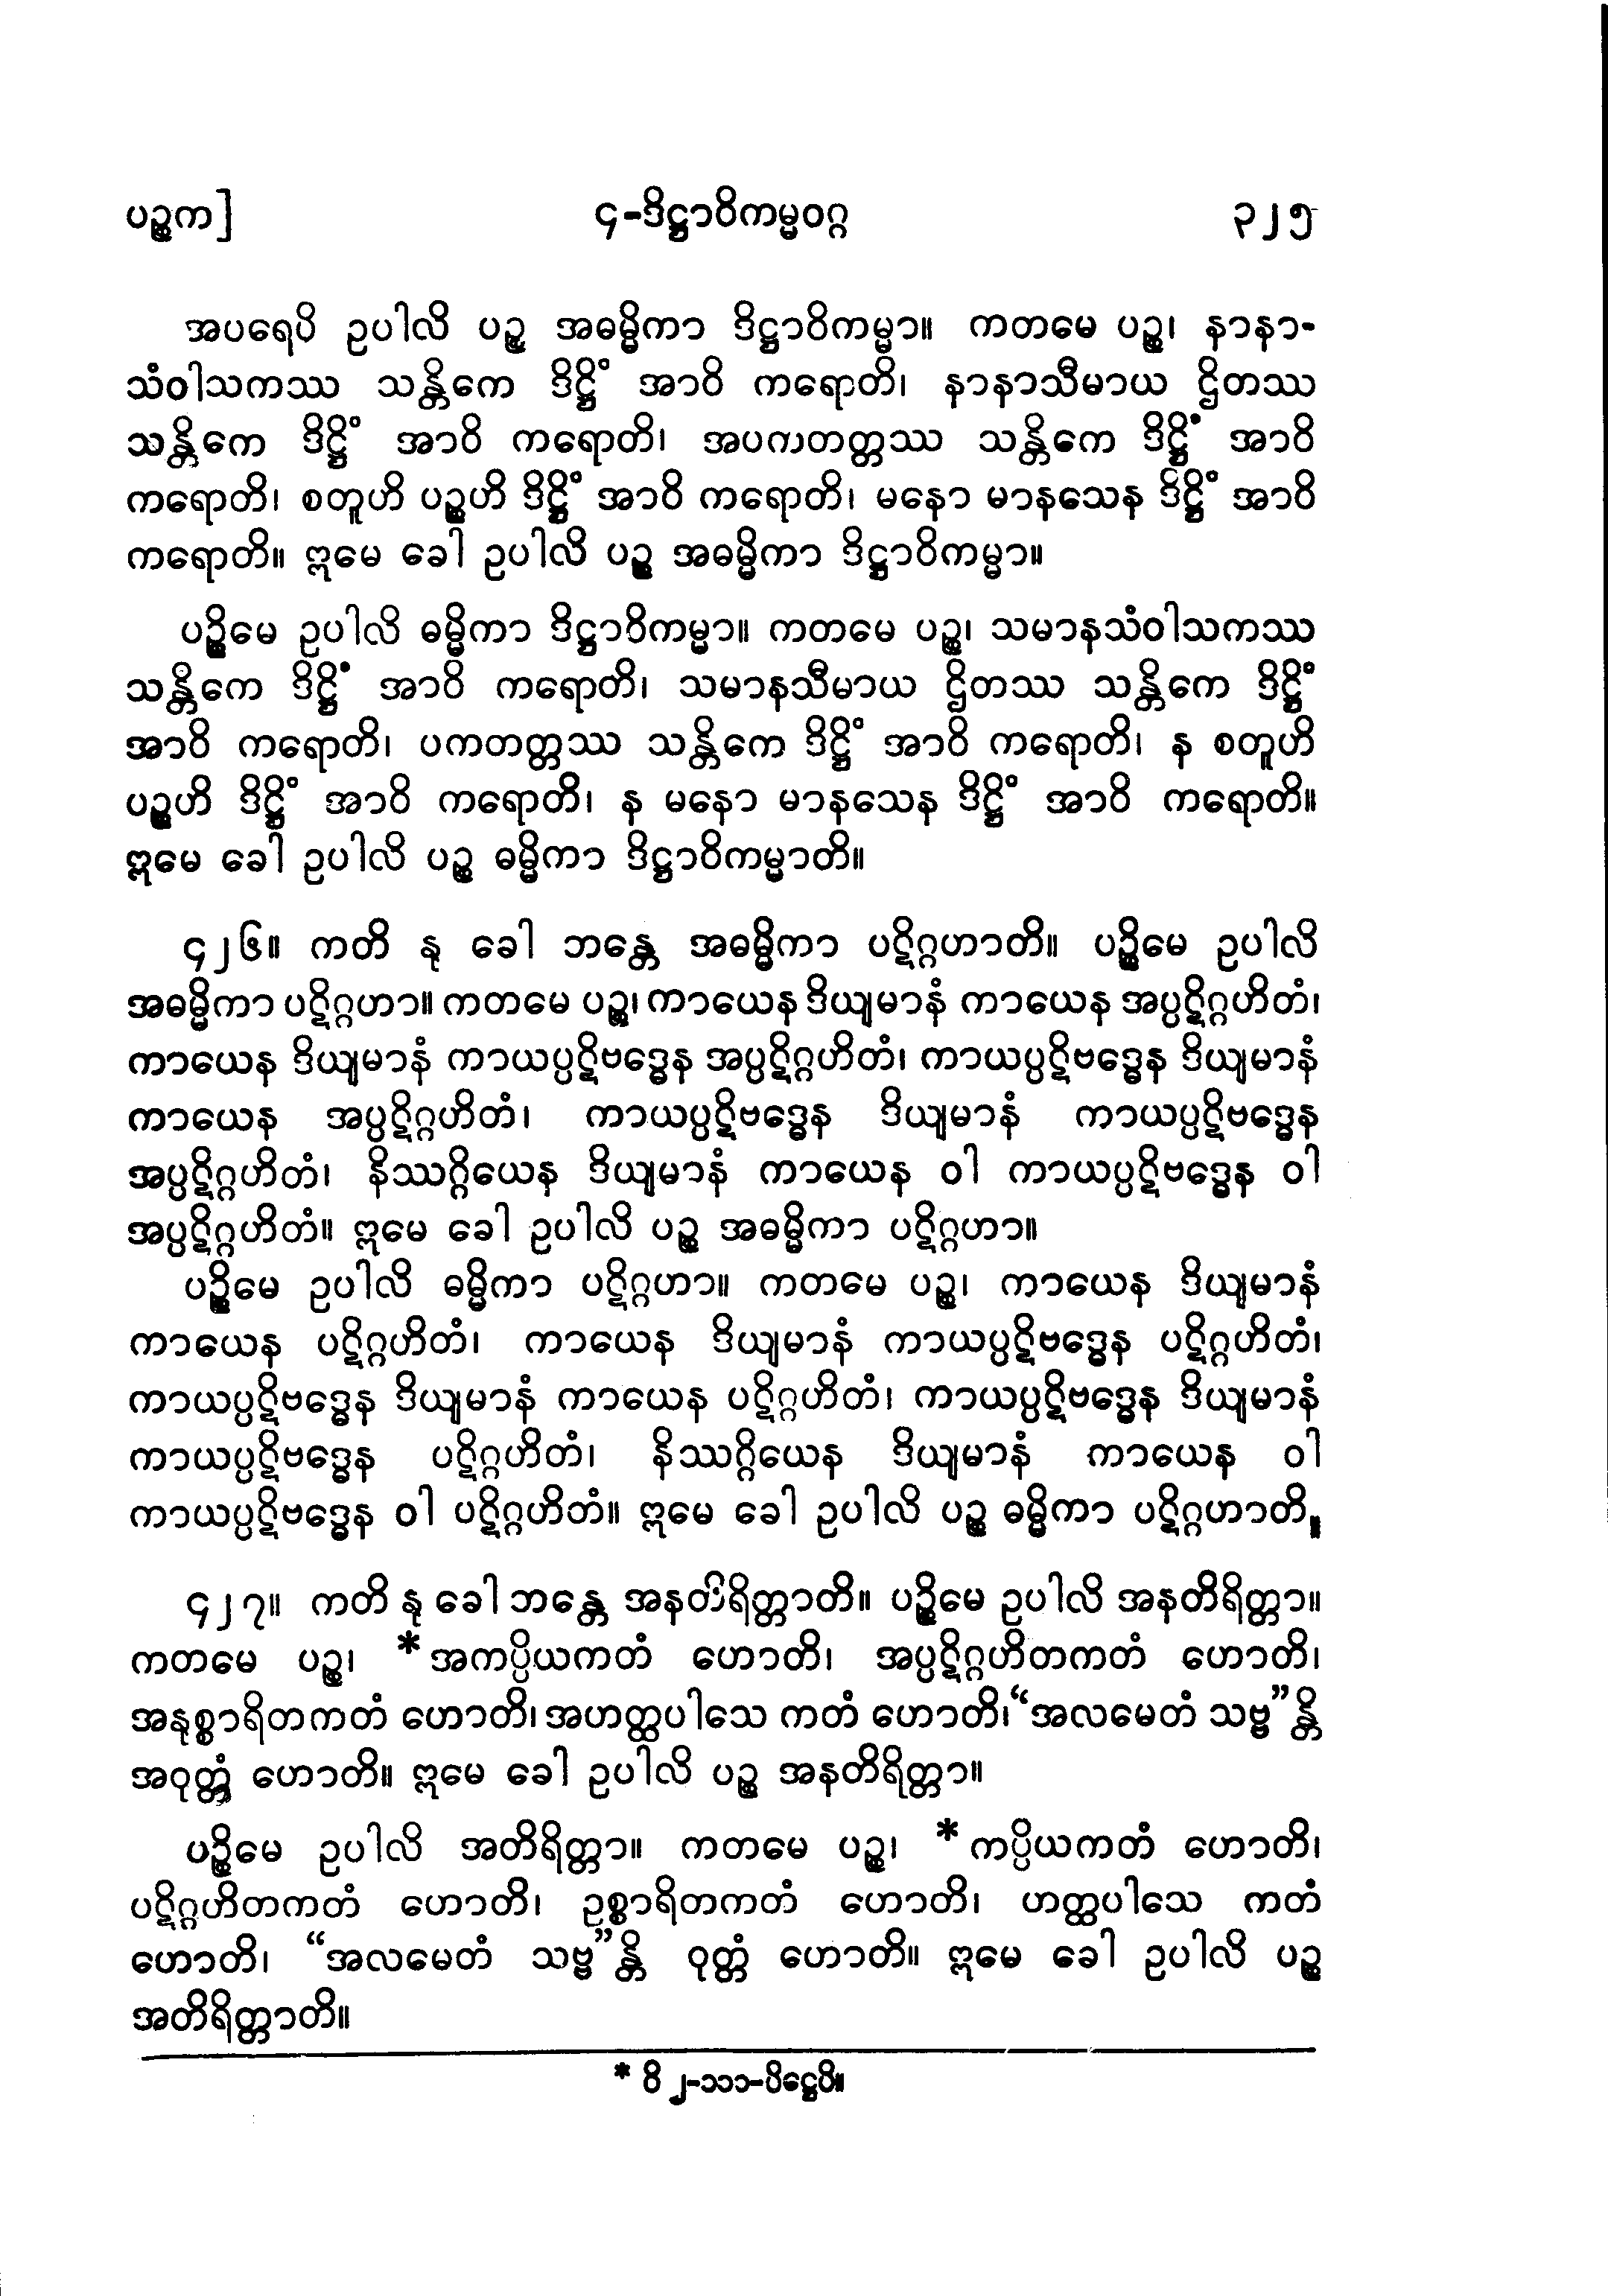 ပဉ္စက]
၄-ဒိဋ္ဌာဝိကမ္မဝဂ္ဂ
၃၂၅
အပရေပိ ဥပါလိ ပဉ္စ အဓမ္မိကာ ဒိဋ္ဌာဝိကမ္မာ။ ကတမေ ပဉ္စ၊ နာနာ-
သံဝါသကဿ သန္တိကေ ဒိဋ္ဌိံ အာဝိ ကရောတိ၊ နာနာသီမာယ ဌိတဿ
သန္တိကေ ဒိဋ္ဌိံ အာဝိ ကရောတိ၊ အပကတတ္တဿ သန္တိကေ ဒိဋ္ဌိံ အာဝိ
ကရောတိ၊ စတူဟိ ပဉ္စဟိ ဒိဋ္ဌိံ အာဝိ ကရောတိ၊ မနော မာနသေန ဒိဋ္ဌိံ အာဝိ
ကရောတိ။ ဣမေ ခေါ ဥပါလိ ပဉ္စ အဓမ္မိကာ ဒိဋ္ဌာဝိကမ္မာ။
ပဉ္စိမေ ဥပါလိ ဓမ္မိကာ ဒိဋ္ဌာဝိကမ္မာ။ ကတမေ ပဉ္စ၊ သမာနသံဝါသကဿ
သန္တိကေ ဒိဋ္ဌိံ အာဝိ ကရောတိ၊ သမာနသီမာယ ဌိတဿ သန္တိကေ ဒိဋ္ဌိံ
အာဝိ ကရောတိ၊ ပကတတ္တဿ သန္တိကေ ဒိဋ္ဌိံ အာဝိ ကရောတိ၊ န စတူဟိ
ပဉ္စဟိ ဒိဋ္ဌိံ အာဝိ ကရောတိ၊ န မနော မာနသေန ဒိဋ္ဌိံ အာဝိ ကရောတိ။
ဣမေ ခေါ ဥပါလိ ပဉ္စ ဓမ္မိကာ ဒိဋ္ဌာဝိကမ္မာတိ။
၄၂၆။ ကတိ နု ခေါ ဘန္တေ အဓမ္မိကာ ပဋိဂ္ဂဟာတိ။ ပဉ္စိမေ ဥပါလိ
အဓမ္မိကာ ပဋိဂ္ဂဟာ။ ကတမေ ပဉ္စ၊ ကာယေန ဒိယျမာနံ ကာယေန အပ္ပဋိဂ္ဂဟိတံ၊
ကာယေန ဒိယျမာနံ ကာယပ္ပဋိဗဒ္ဓေန အပ္ပဋိဂ္ဂဟိတံ၊ ကာယပ္ပဋိဗဒ္ဓေန ဒိယျမာနံ
ကာယေန အပ္ပဋိဂ္ဂဟိတံ၊ ကာယပ္ပဋိဗဒ္ဓေန ဒိယျမာနံ ကာယပ္ပဋိဗဒ္ဓေန
အပ္ပဋိဂ္ဂဟိတံ၊ နိဿဂ္ဂိယေန ဒိယျမာနံ ကာယေန ဝါ ကာယပ္ပဋိဗဒ္ဓေန ဝါ
အပ္ပဋိဂ္ဂဟိတံ။ ဣမေ ခေါ ဥပါလိ ပဉ္စ အဓမ္မိကာ ပဋိဂ္ဂဟာ။
ပဉ္စိမေ ဥပါလိ ဓမ္မိကာ ပဋိဂ္ဂဟာ။ ကတမေ ပဉ္စ၊ ကာယေန ဒိယျမာနံ
ကာယေန ပဋိဂ္ဂဟိတံ၊ ကာယေန ဒိယျမာနံ ကာယပ္ပဋိဗဒ္ဓေန ပဋိဂ္ဂဟိတံ၊
ကာယပ္ပဋိဗဒ္ဓေန ဒိယျမာနံ ကာယေန ပဋိဂ္ဂဟိတံ၊ ကာယပ္ပဋိဗဒ္ဓေန ဒိယျမာနံ
ကာယပ္ပဋိဗဒ္ဓေန ပဋိဂ္ဂဟိတံ၊ နိဿဂ္ဂိယေန ဒိယျမာနံ ကာယေန ဝါ
ကာယပ္ပဋိဗဒ္ဓေန ဝါ ပဋိဂ္ဂဟိတံ။ ဣမေ ခေါ ဥပါလိ ပဉ္စ ဓမ္မိကာ ပဋိဂ္ဂဟာတိ။
၄၂၇။ ကတိ နု ခေါ ဘန္တေ အနတိရိတ္တာတိ။ ပဉ္စိမေ ဥပါလိ အနတိရိတ္တာ။
ကတမေ ပဉ္စ၊ *အကပ္ပိယကတံ ဟောတိ၊ အပ္ပဋိဂ္ဂဟိတကတံ ဟောတိ၊
အနုစ္စာရိတကတံ ဟောတိ၊ အဟတ္ထပါသေ ကတံ ဟောတိ၊ “အလမေတံ သဗ္ဗ”န္တိ
အဝုတ္တံ ဟောတိ။ ဣမေ ခေါ ဥပါလိ ပဉ္စ အနတိရိတ္တာ။
ပဉ္စိမေ ဥပါလိ အတိရိတ္တာ။ ကတမေ ပဉ္စ၊ *ကပ္ပိယကတံ ဟောတိ၊
ပဋိဂ္ဂဟိတကတံ ဟောတိ၊ ဥစ္စာရိတကတံ ဟောတိ၊ ဟတ္ထပါသေ ကတံ
ဟောတိ၊ “အလမေတံ သဗ္ဗ”န္တိ ဝုတ္တံ ဟောတိ။ ဣမေ ခေါ ဥပါလိ ပဉ္စ
အတိရိတ္တာတိ။
* ဝိ ၂-၁၁၁-ပိဋ္ဌေပိ။